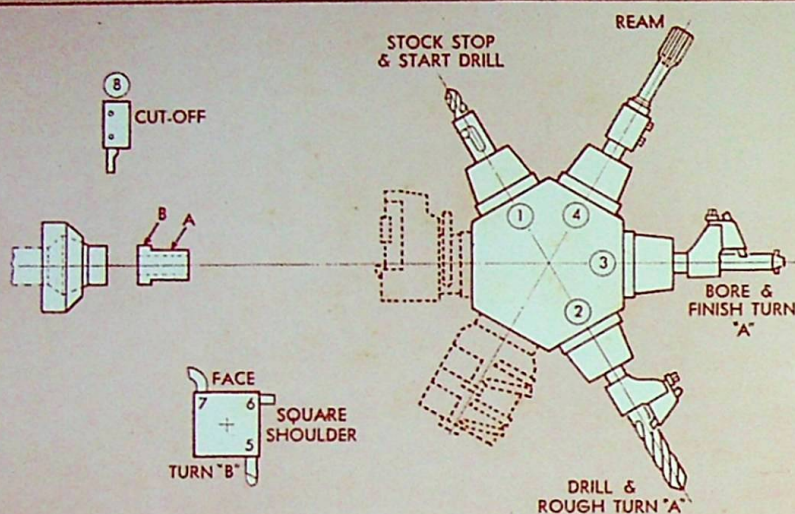 REAM
STOCK STOP
& START DRILL
8
CUT-OFF
B
A
1
4
3
2
BORE &
FINISH TURN
"A"
FACE
7
6
SQUARE
SHOULDER
5
TURN "B"
DRILL &
ROUGH TURN "A"